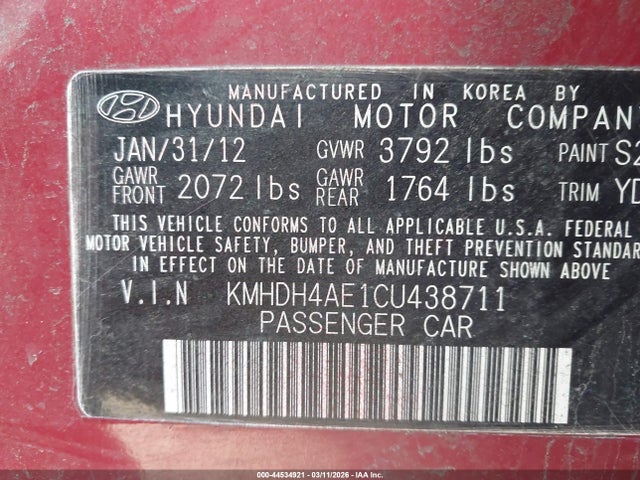 MANUFACTURED IN KOREA BY
HYUNDAI MOTOR COMPAN
JAN/31/12 GVWR 3792 lbs PAINT S2
GAWR FRONT 2072 lbs GAWR REAR 1764 lbs TRIM YD
THIS VEHICLE CONFORMS TO ALL APPLICABLE U.S.A. FEDERAL
MOTOR VEHICLE SAFETY, BUMPER, AND THEFT PREVENTION STANDAR
IN EFFECT ON THE DATE OF MANUFACTURE SHOWN ABOVE
V.I.N KMHDH4AE1CU438711
PASSENGER CAR
000-44534921 - 03/11/2026 - Copyright IAA, Inc.